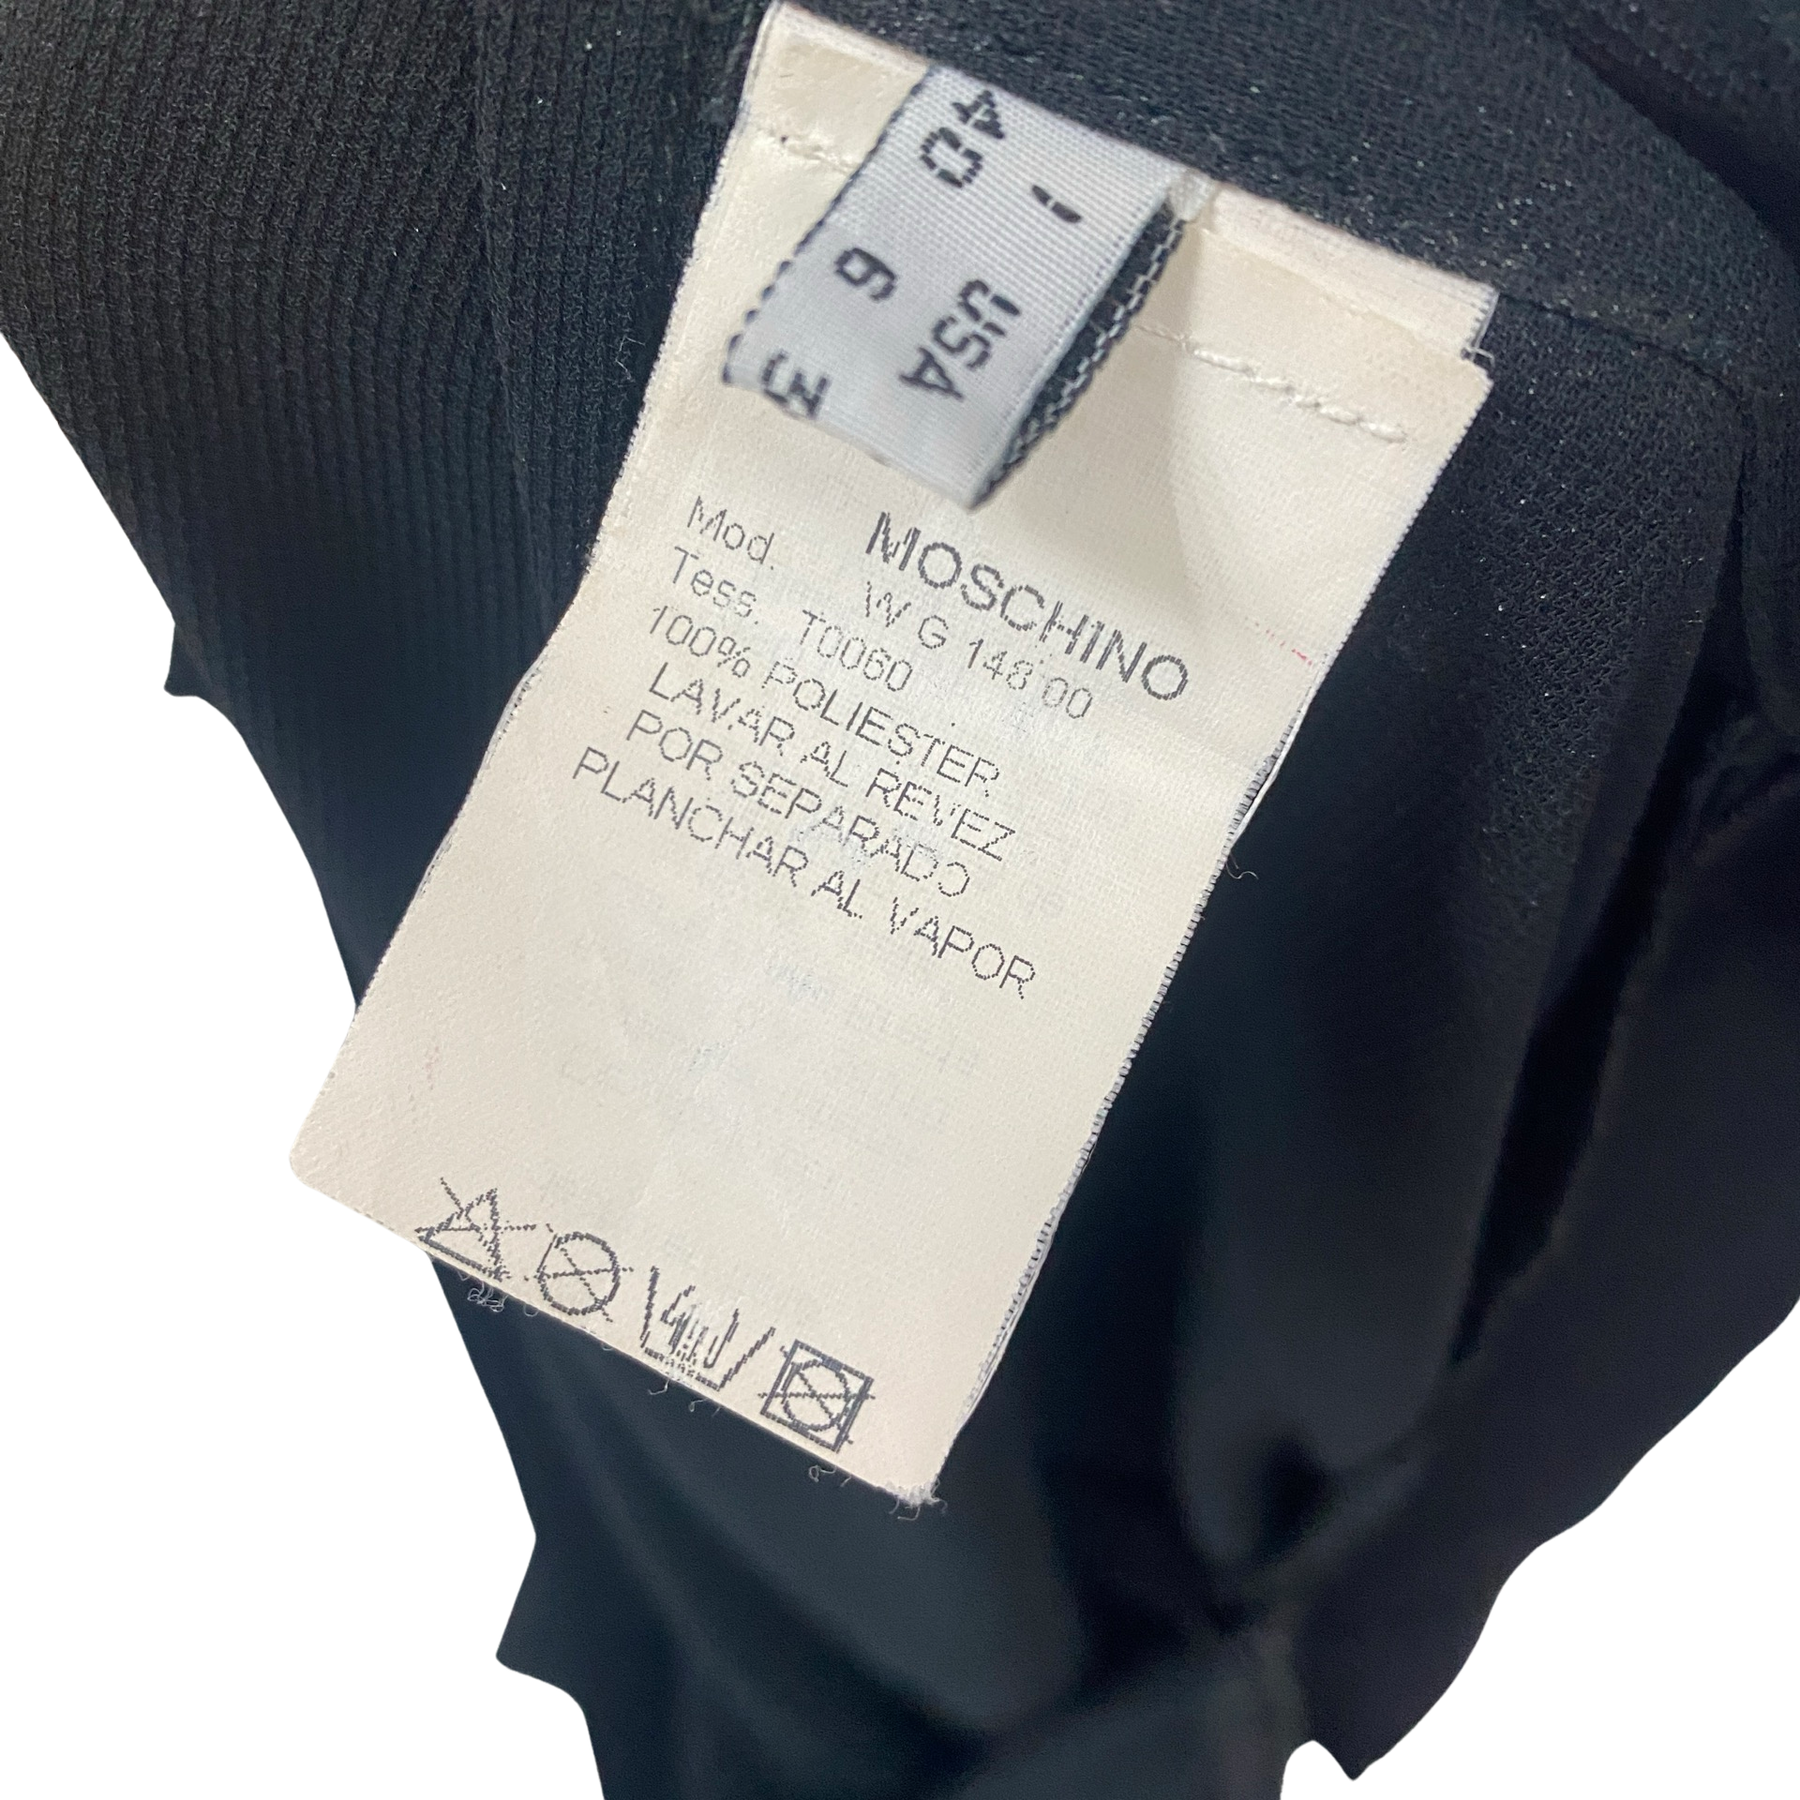 I USA
40 6
MOSCHINO
Mod. W G 148 00
Tess. T0060
100% POLIESTER
LAVAR AL REVEZ
POR SEPARADO
PLANCHAR AL VAPOR